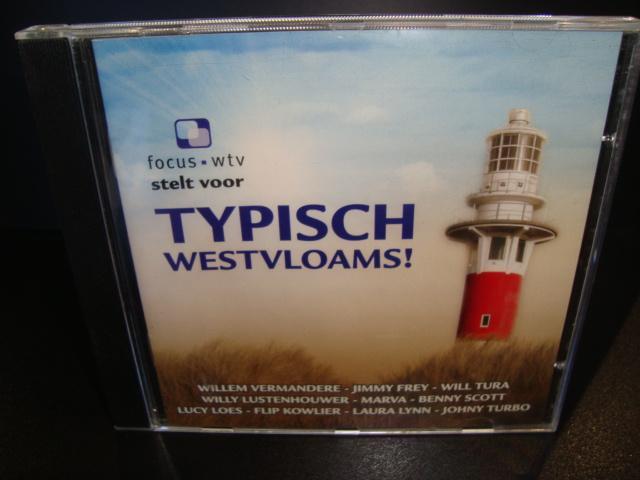 focus wtv
stelt voor
TYPISCH
WESTVLOAMS!
WILLEM VERMANDERE - JIMMY FREY - WILL TURA
WILLY LUSTENHOUWER - MARVA - BENNY SCOTT
LUCY LOES - FLIP KOWLIER - LAURA LYNN - JOHNY TURBO